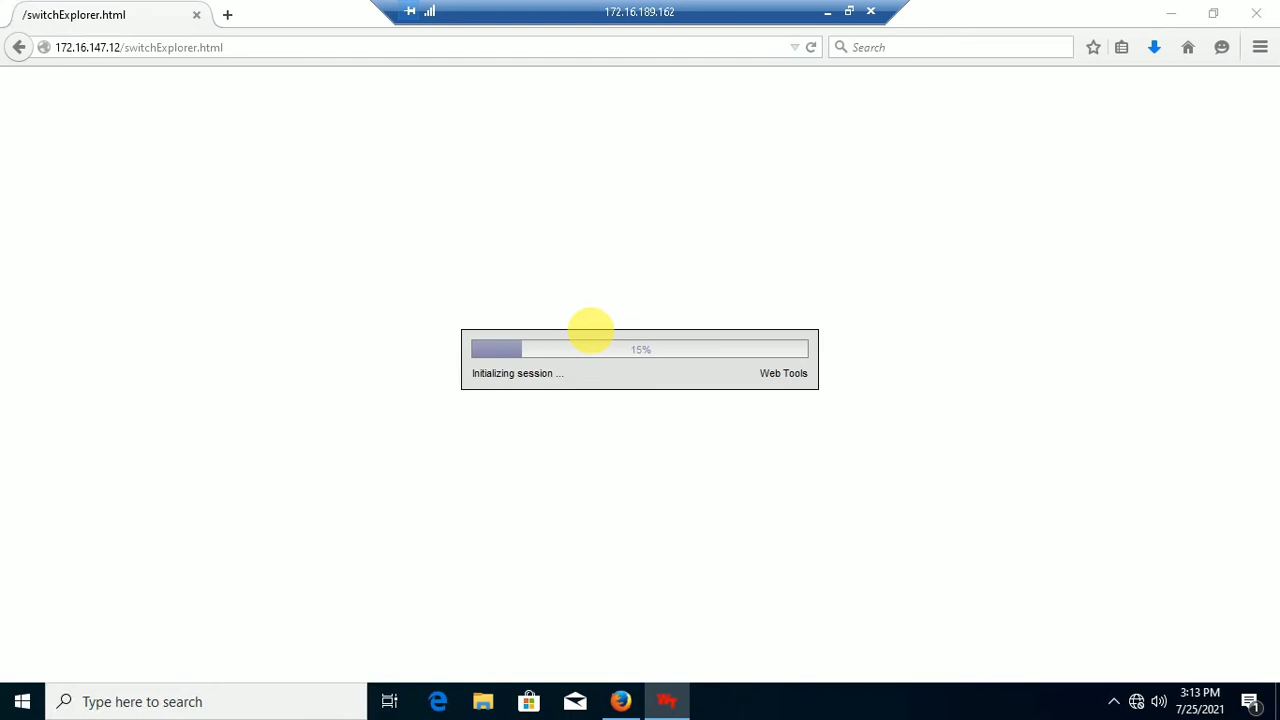 /switchExplorer.html
172.16.189.162
172.16.147.12/switchExplorer.html
Search
15%
Initializing session ...
Web Tools
Type here to search
3:13 PM
7/25/2021
1